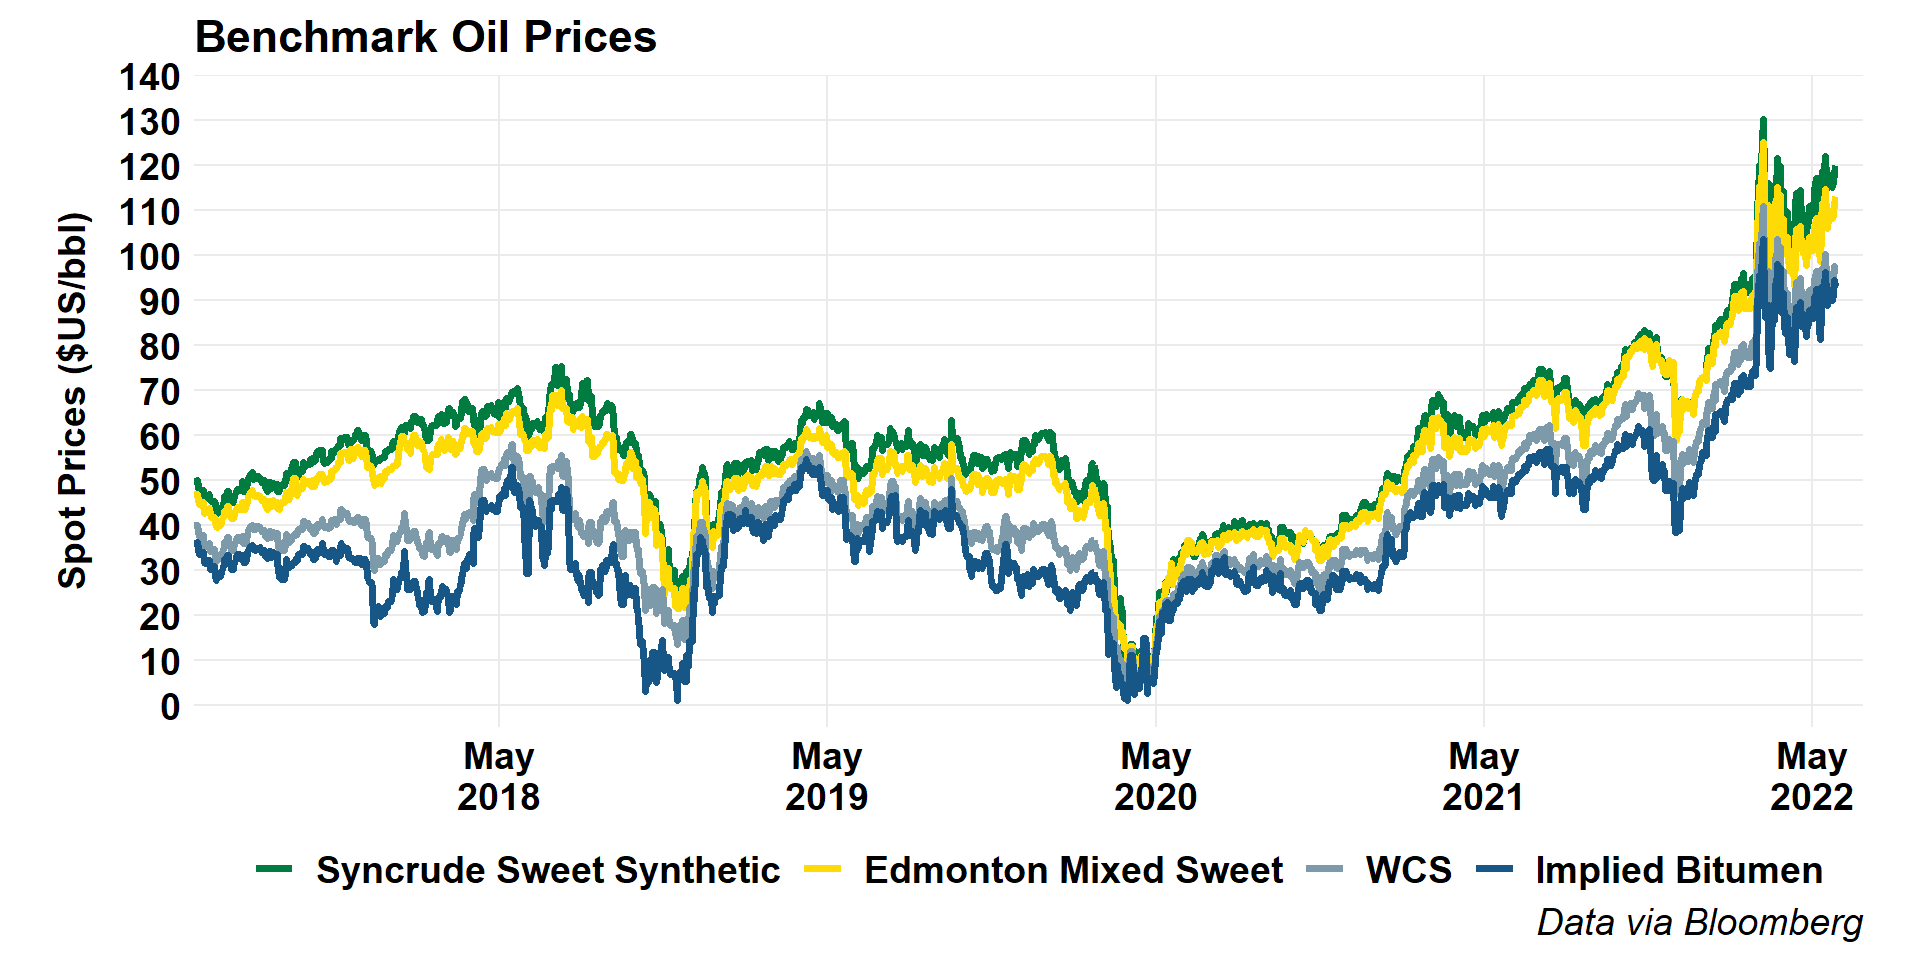 Benchmark Oil Prices
Spot Prices ($US/bbl)
140
130
120
110
100
90
80
70
60
50
40
30
20
10
0
May
2018
May
2019
May
2020
May
2021
May
2022
Syncrude Sweet Synthetic
Edmonton Mixed Sweet
WCS
Implied Bitumen
Data via Bloomberg